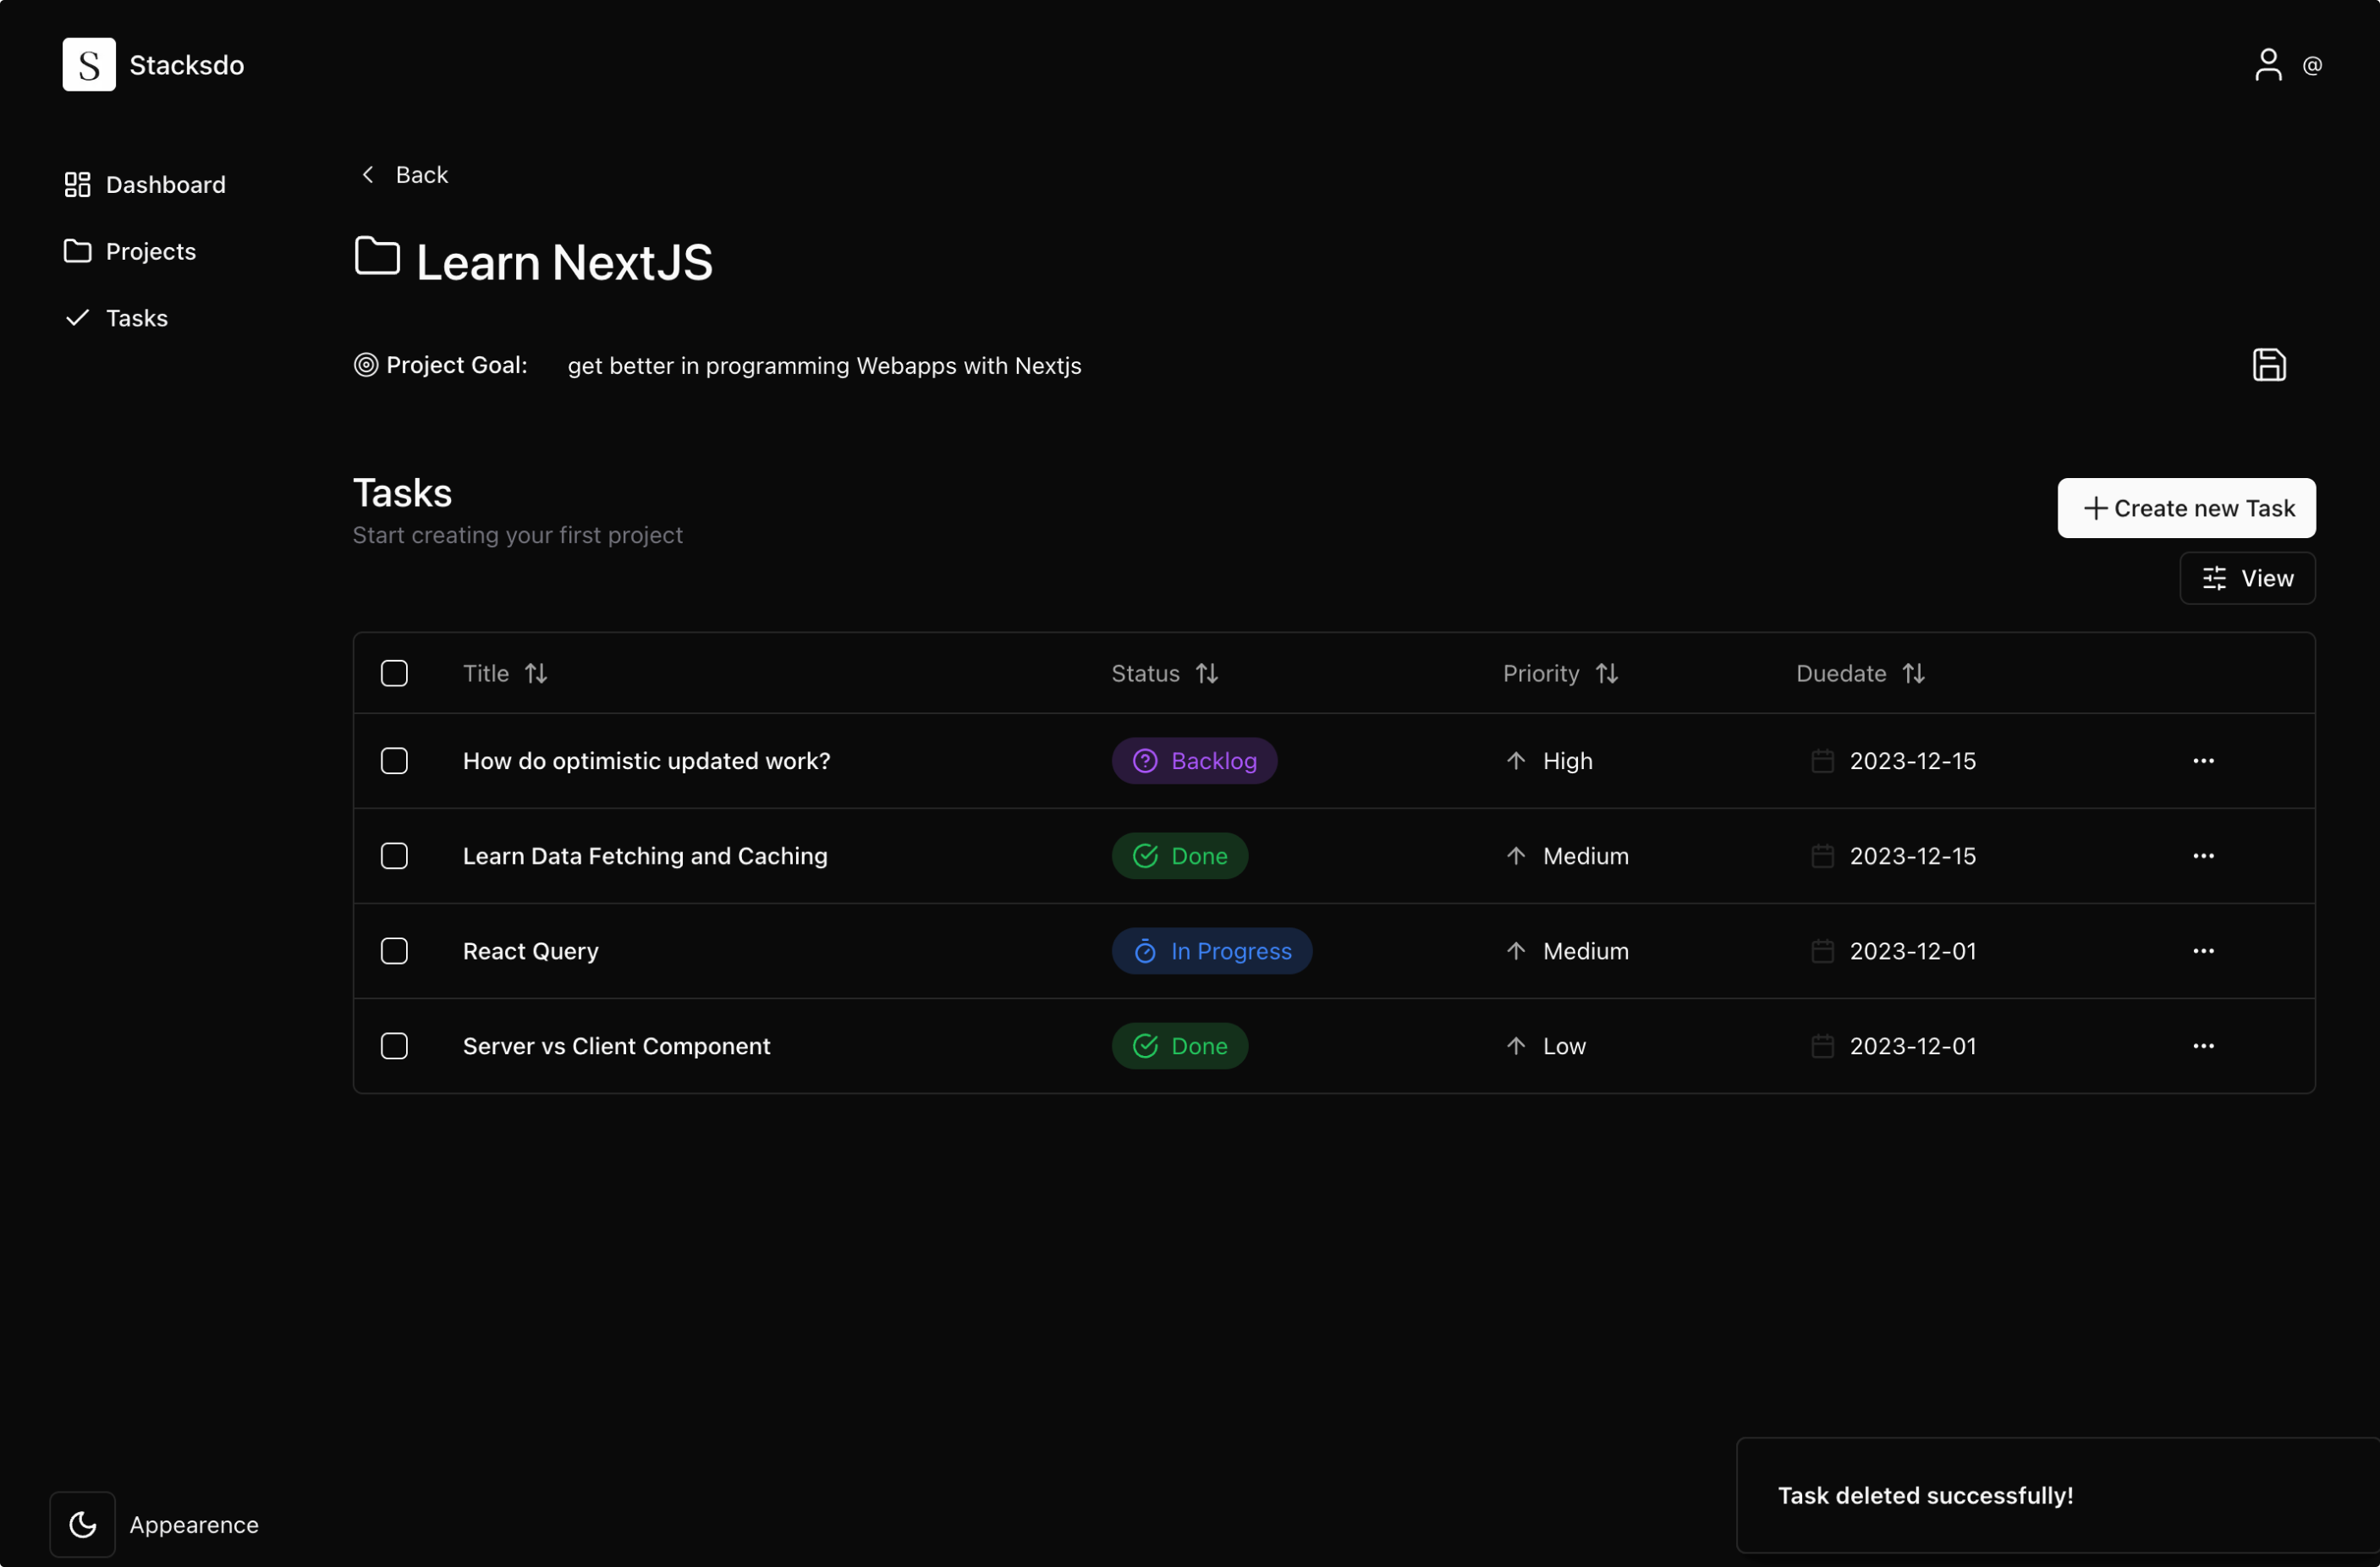 S Stacksdo
@
Dashboard
Projects
Tasks
Back
Learn NextJS
Project Goal: get better in programming Webapps with Nextjs
Tasks
Start creating your first project
Create new Task
View
Title Status Priority Duedate
How do optimistic updated work? Backlog High 2023-12-15
Learn Data Fetching and Caching Done Medium 2023-12-15
React Query In Progress Medium 2023-12-01
Server vs Client Component Done Low 2023-12-01
Task deleted successfully!
Appearence